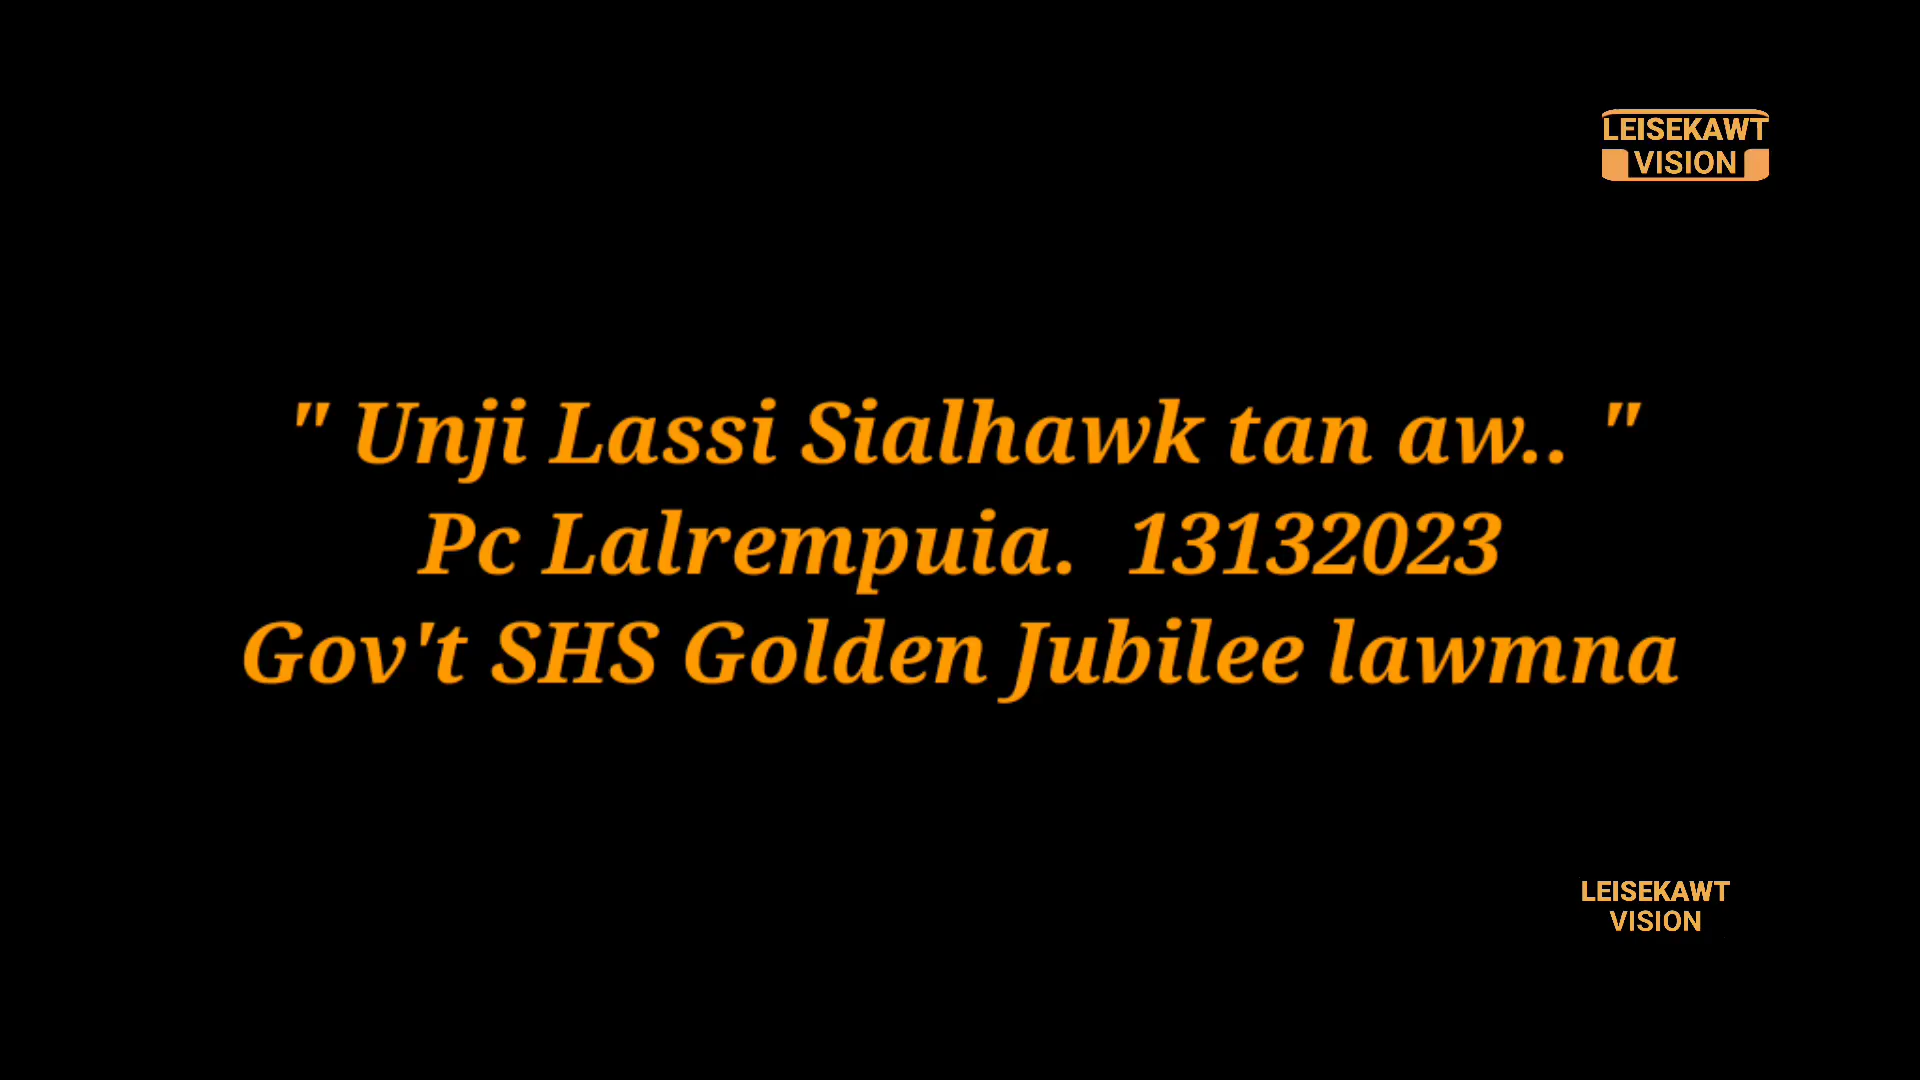 LEISEKAWT
VISION
" Unji Lassi Sialhawk tan aw.. "
Pc Lalrempuia.  13132023
Gov't SHS Golden Jubilee lawmna
LEISEKAWT
VISION